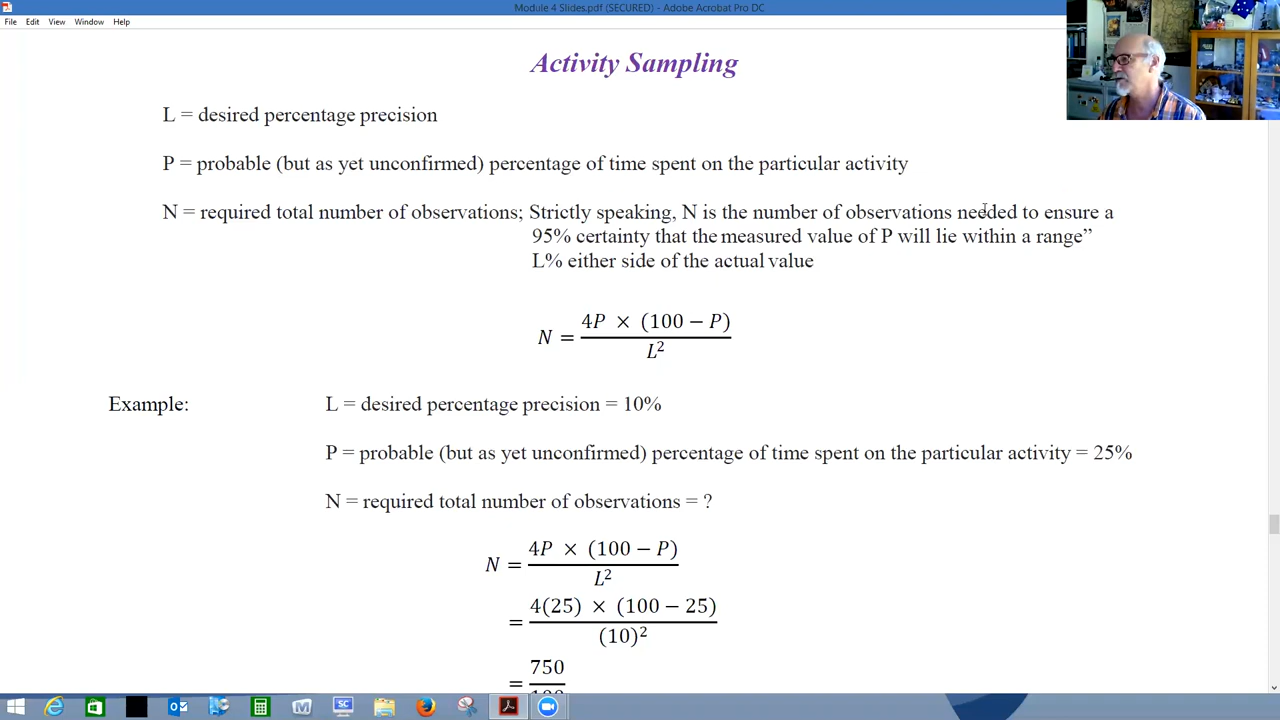 Module 4 Slides.pdf (SECURED) - Adobe Acrobat Pro DC
File Edit View Window Help
Activity Sampling
L = desired percentage precision
P = probable (but as yet unconfirmed) percentage of time spent on the particular activity
N = required total number of observations; Strictly speaking, N is the number of observations needed to ensure a
95% certainty that the measured value of P will lie within a range”
L% either side of the actual value
N = 4P × (100 − P) / L²
Example: L = desired percentage precision = 10%
P = probable (but as yet unconfirmed) percentage of time spent on the particular activity = 25%
N = required total number of observations = ?
N = 4P × (100 − P) / L²
= 4(25) × (100 − 25) / (10)²
= 750